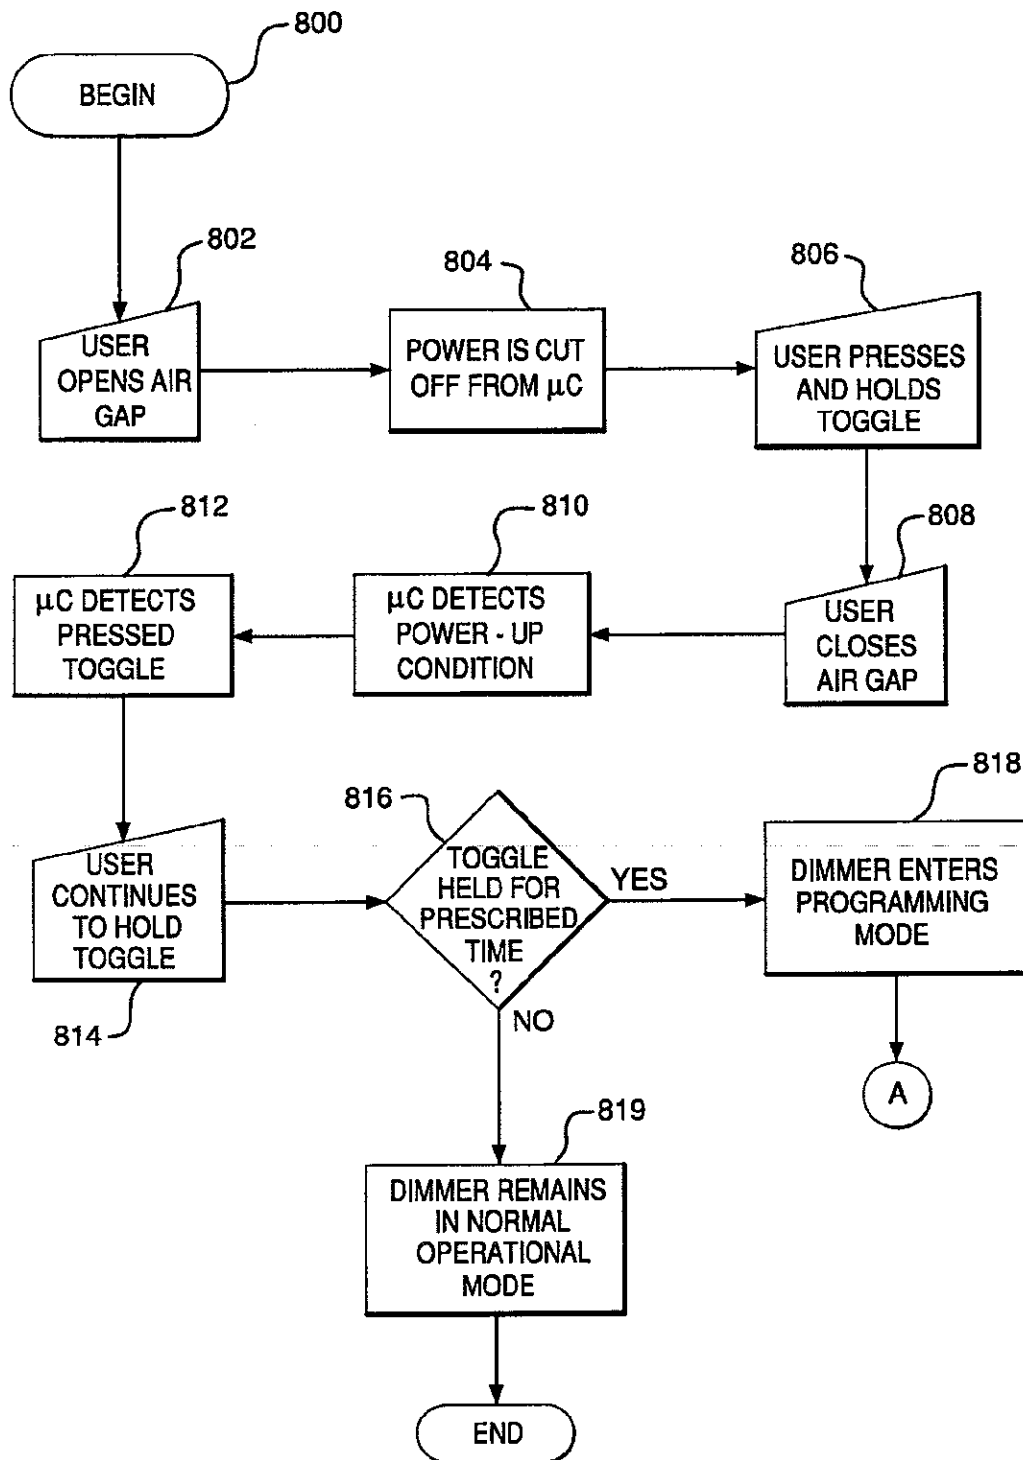 800
BEGIN
802
USER
OPENS AIR
GAP
804
POWER IS CUT
OFF FROM µC
806
USER PRESSES
AND HOLDS
TOGGLE
808
USER
CLOSES
AIR GAP
810
µC DETECTS
POWER - UP
CONDITION
812
µC DETECTS
PRESSED
TOGGLE
USER
CONTINUES
TO HOLD
TOGGLE
814
816
TOGGLE
HELD FOR
PRESCRIBED
TIME
?
YES
NO
818
DIMMER ENTERS
PROGRAMMING
MODE
A
819
DIMMER REMAINS
IN NORMAL
OPERATIONAL
MODE
END